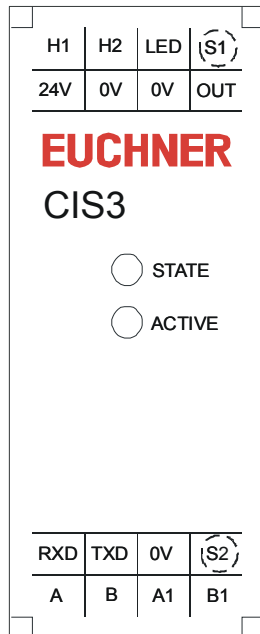 H1 H2 LED S1
24V 0V 0V OUT
EUCHNER
CIS3
STATE
ACTIVE
RXD TXD 0V S2
A B A1 B1